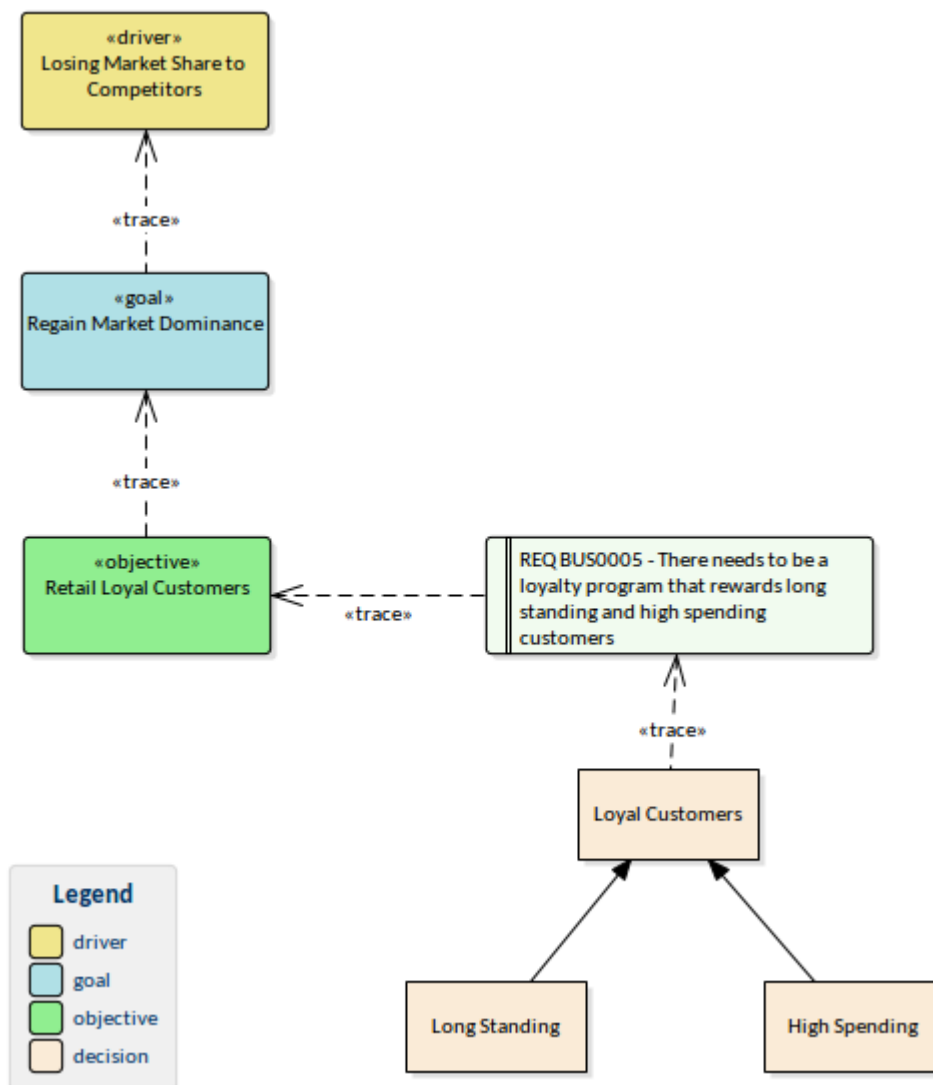 «driver»
Losing Market Share to
Competitors
«trace»
«goal»
Regain Market Dominance
«trace»
«objective»
Retail Loyal Customers
«trace»
REQ BUS0005 - There needs to be a
loyalty program that rewards long
standing and high spending
customers
«trace»
Loyal Customers
Long Standing
High Spending
Legend
driver
goal
objective
decision